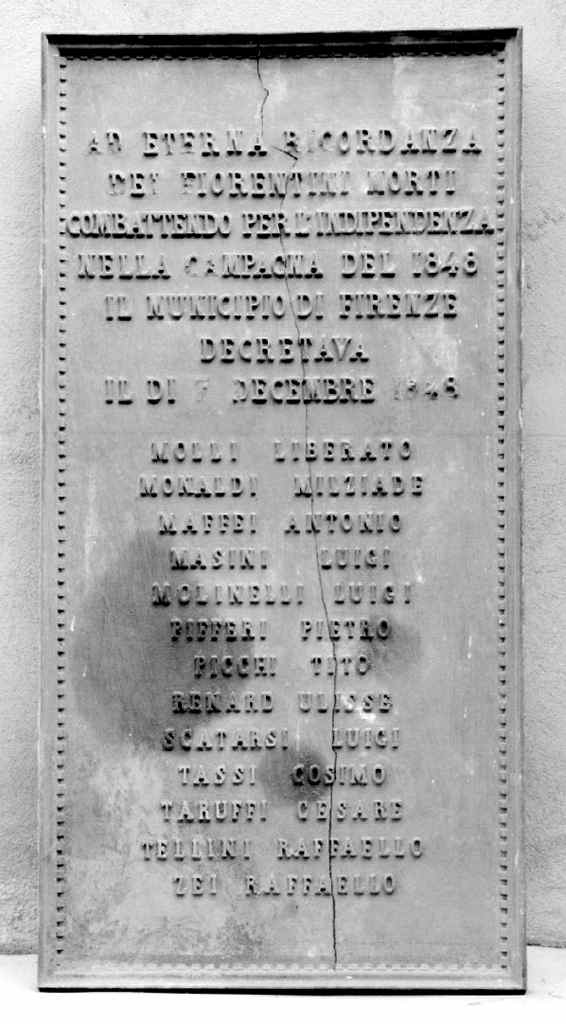 AD ETERNA RICORDANZA
DEI FIORENTINI MORTI
COMBATTENDO PER L'INDIPENDENZA
NELLA CAMPAGNA DEL 1848
IL MUNICIPIO DI FIRENZE
DECRETAVA
IL DI 7 DECEMBRE 1848
MOLLI LIBERATO
MONALDI MILZIADE
MAFFEI ANTONIO
MASINI LUIGI
MOLINELLI LUIGI
PIFFERI PIETRO
PICCHI TITO
RENARD ULISSE
SCATARSI LUIGI
TASSI COSIMO
TARUFFI CESARE
TELLINI RAFFAELLO
ZEI RAFFAELLO